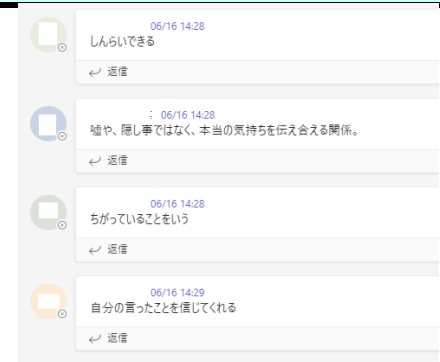 06/16 14:28
しんらいできる
返信
: 06/16 14:28
嘘や、隠し事ではなく、本当の気持ちを伝え合える関係。
返信
06/16 14:28
ちがっていることをいう
返信
06/16 14:29
自分の言ったことを信じてくれる
返信